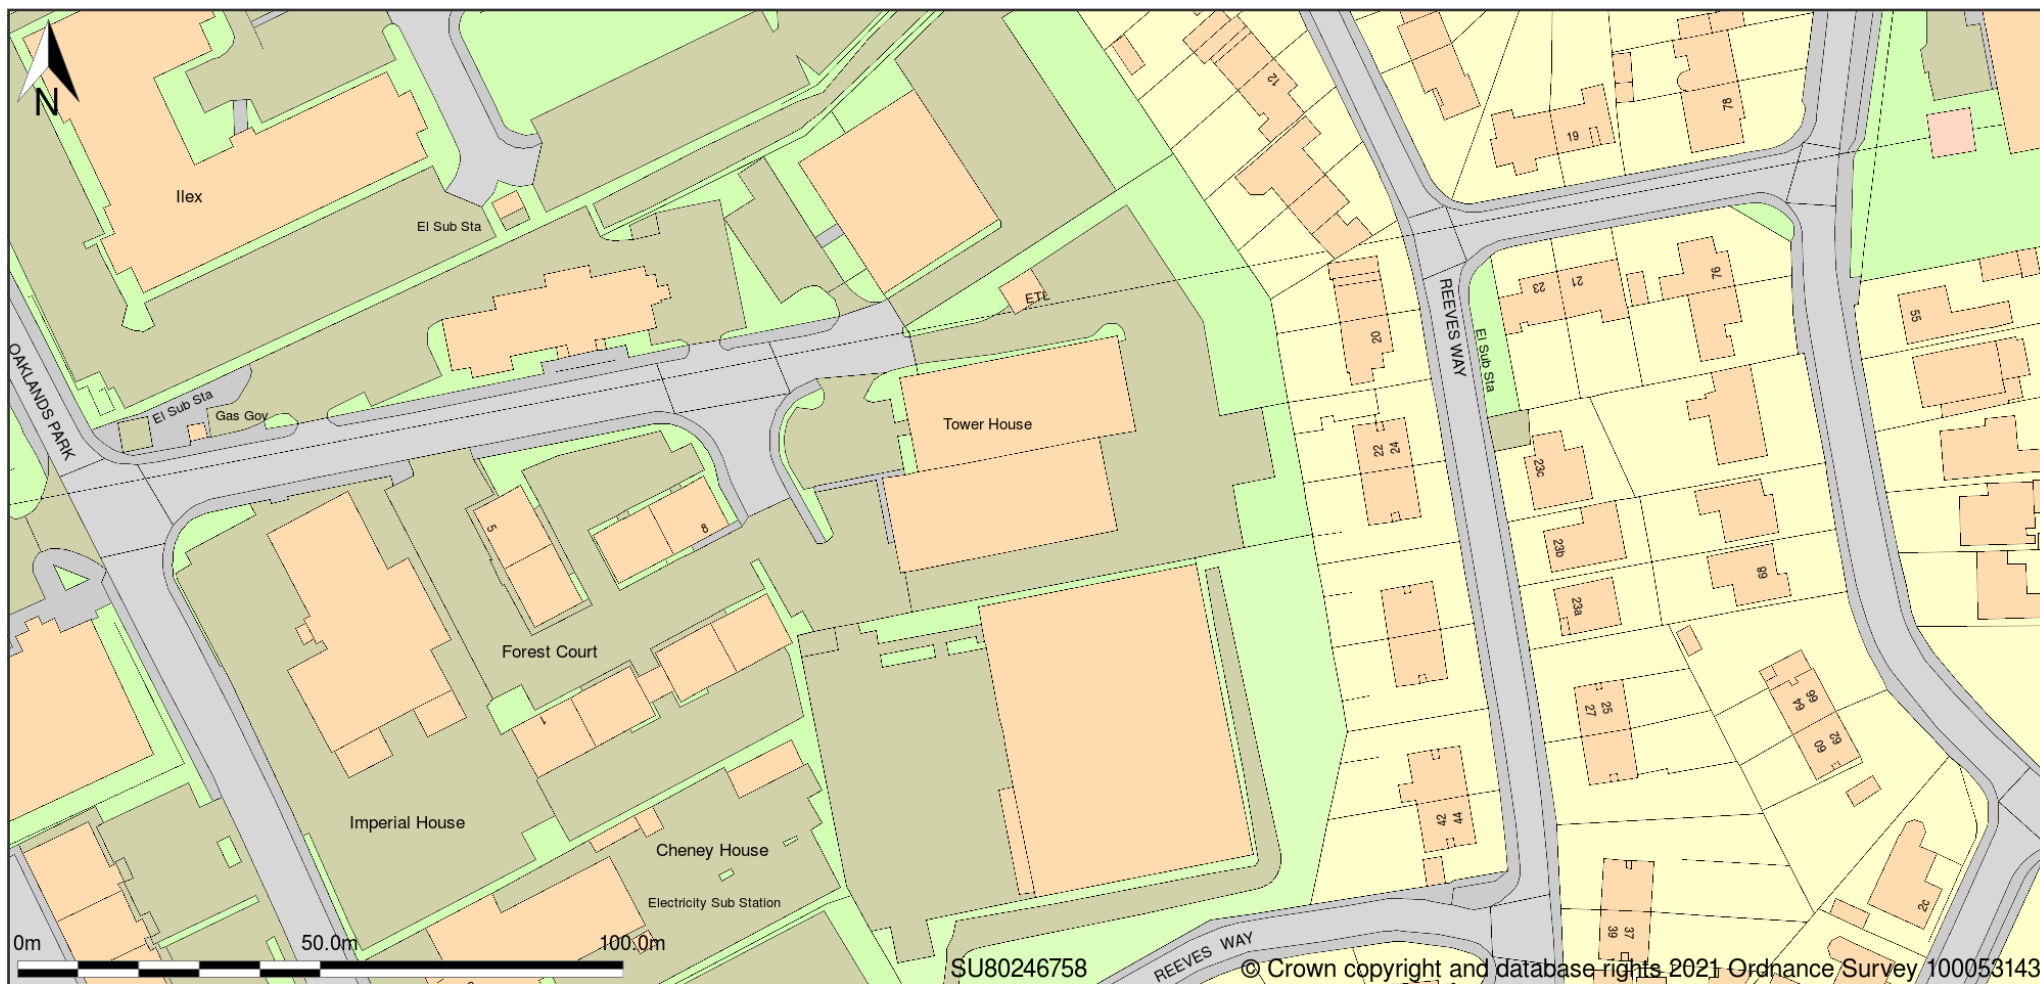 N
12
19
78
Ilex
El Sub Sta
REEVES WAY
23
21
76
ETL
20
55
El Sub Sta
OAKLANDS PARK
El Sub Sta
Gas Gov
Tower House
22
24
23c
5
8
23b
68
23a
Forest Court
1
27
25
64
66
60
62
Imperial House
42
44
Cheney House
Electricity Sub Station
2c
39
37
0m
50.0m
100.0m
REEVES WAY
SU80246758
© Crown copyright and database rights 2021 Ordnance Survey 100053143